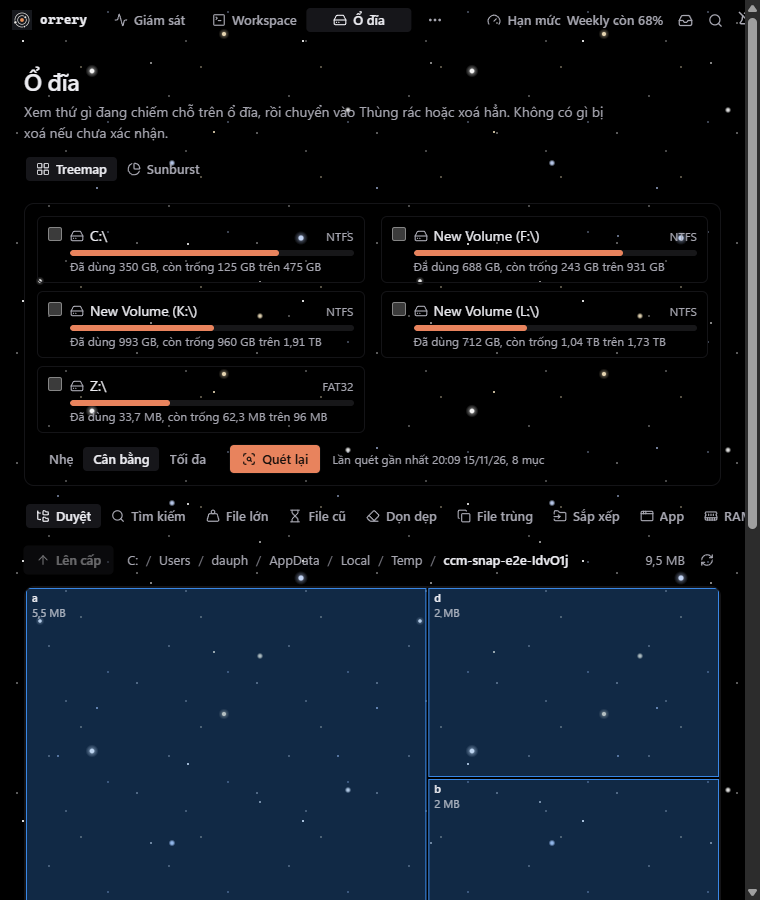 orrery Giám sát Workspace Ổ đĩa Hạn mức Weekly còn 68%
Ổ đĩa
Xem thứ gì đang chiếm chỗ trên ổ đĩa, rồi chuyển vào Thùng rác hoặc xoá hẳn. Không có gì bị
xoá nếu chưa xác nhận.
Treemap Sunburst
C:\ NTFS
Đã dùng 350 GB, còn trống 125 GB trên 475 GB
New Volume (F:\) NTFS
Đã dùng 688 GB, còn trống 243 GB trên 931 GB
New Volume (K:\) NTFS
Đã dùng 993 GB, còn trống 960 GB trên 1,91 TB
New Volume (L:\) NTFS
Đã dùng 712 GB, còn trống 1,04 TB trên 1,73 TB
Z:\ FAT32
Đã dùng 33,7 MB, còn trống 62,3 MB trên 96 MB
Nhẹ Cân bằng Tối đa Quét lại Lần quét gần nhất 20:09 15/11/26, 8 mục
Duyệt Tìm kiếm File lớn File cũ Dọn dẹp File trùng Sắp xếp App RAM
Lên cấp C: / Users / dauph / AppData / Local / Temp / ccm-snap-e2e-IdvO1j 9,5 MB
a
5,5 MB
d
2 MB
b
2 MB